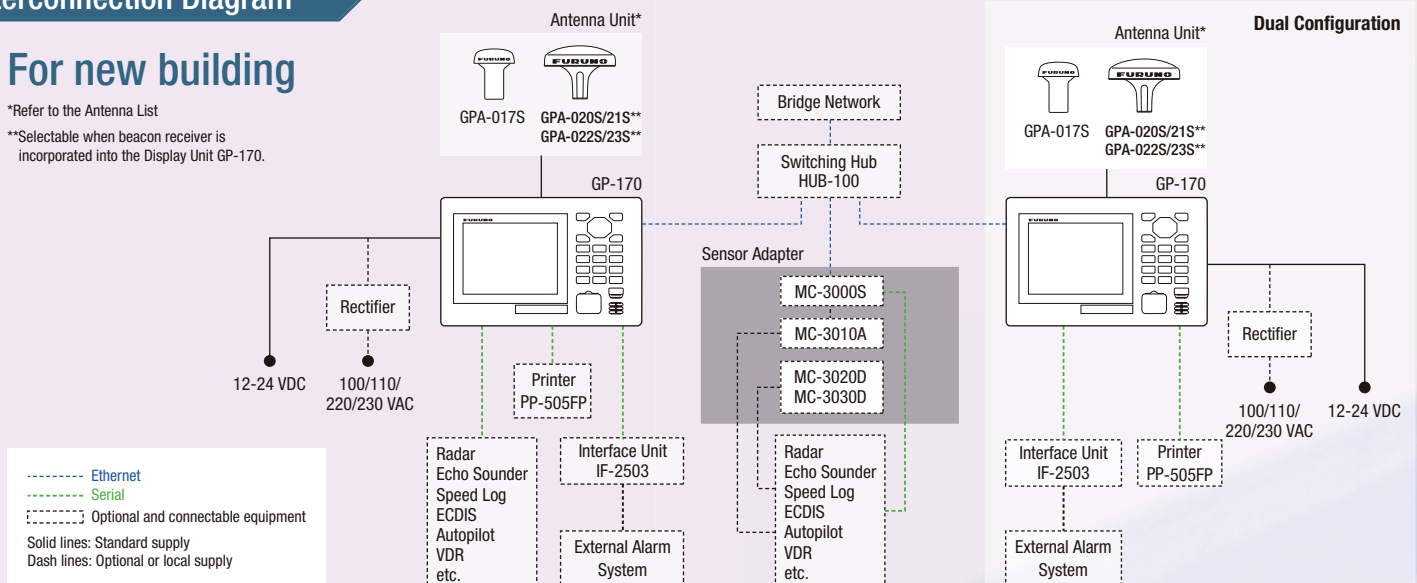 erconnection Diagram
For new building
*Refer to the Antenna List
**Selectable when beacon receiver is
incorporated into the Display Unit GP-170.
Antenna Unit*
FURUNO
FURUNO
GPA-017S
GPA-020S/21S**
GPA-022S/23S**
GP-170
FURUNO
Rectifier
12-24 VDC
100/110/
220/230 VAC
Printer
PP-505FP
Radar
Echo Sounder
Speed Log
ECDIS
Autopilot
VDR
etc.
Interface Unit
IF-2503
External Alarm
System
Bridge Network
Switching Hub
HUB-100
Sensor Adapter
MC-3000S
MC-3010A
MC-3020D
MC-3030D
Radar
Echo Sounder
Speed Log
ECDIS
Autopilot
VDR
etc.
Dual Configuration
Antenna Unit*
FURUNO
FURUNO
GPA-017S
GPA-020S/21S**
GPA-022S/23S**
GP-170
FURUNO
Rectifier
100/110/
220/230 VAC
12-24 VDC
Interface Unit
IF-2503
Printer
PP-505FP
External Alarm
System
Ethernet
Serial
Optional and connectable equipment
Solid lines: Standard supply
Dash lines: Optional or local supply